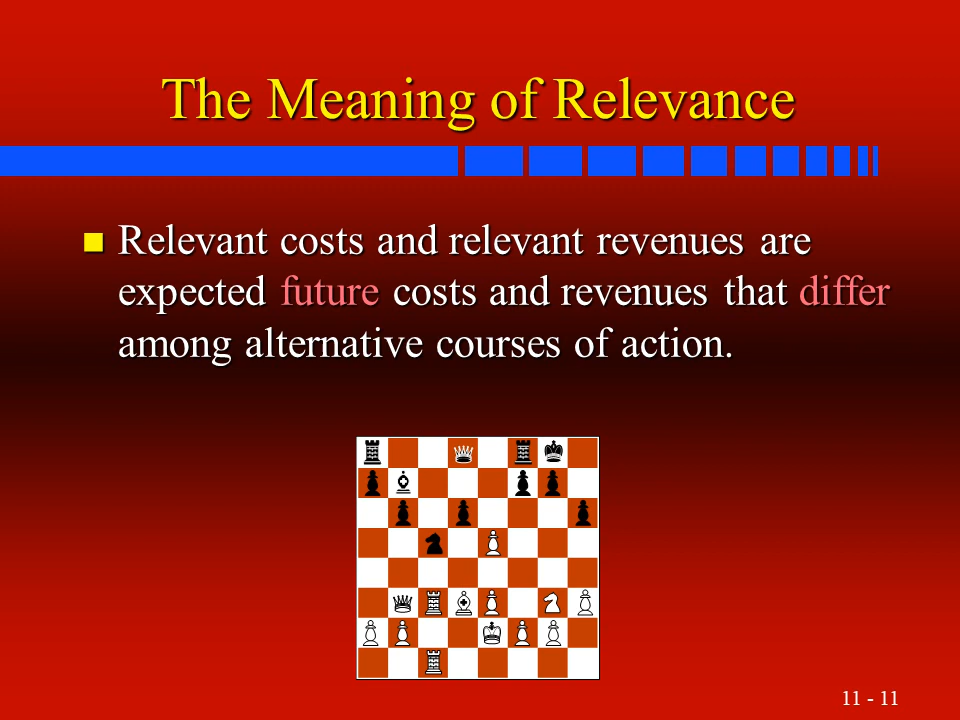 The Meaning of Relevance
Relevant costs and relevant revenues are
expected future costs and revenues that differ
among alternative courses of action.
11 - 11